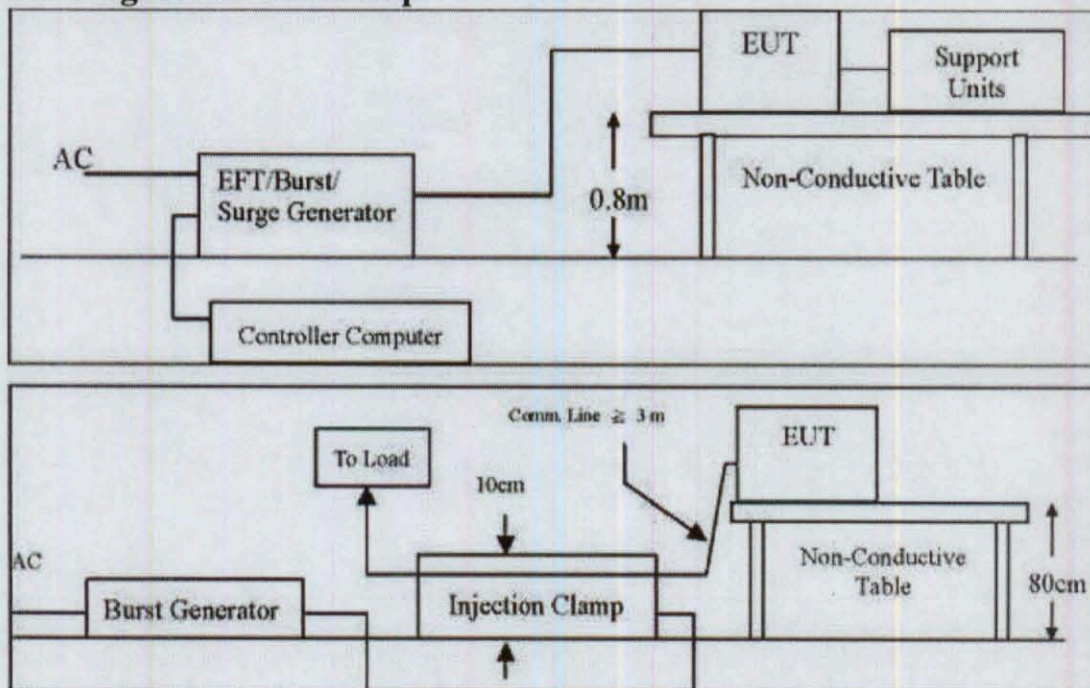 EUT
Support
Units
AC
EFT/Burst/
Surge Generator
Non-Conductive Table
0.8m
Controller Computer
Comm. Line ≧ 3 m
EUT
To Load
10cm
AC
Non-Conductive
Table
80cm
Burst Generator
Injection Clamp